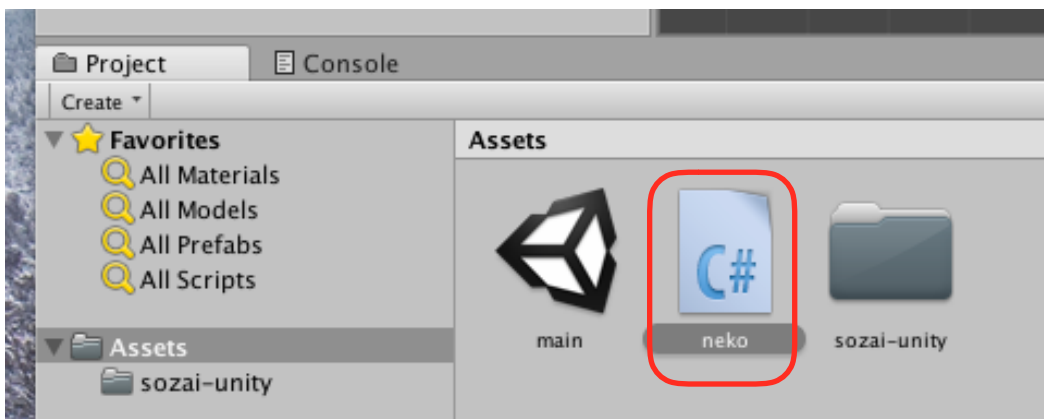 Project
Console
Create
Favorites
All Materials
All Models
All Prefabs
All Scripts
Assets
sozai-unity
Assets
C#
main
neko
sozai-unity